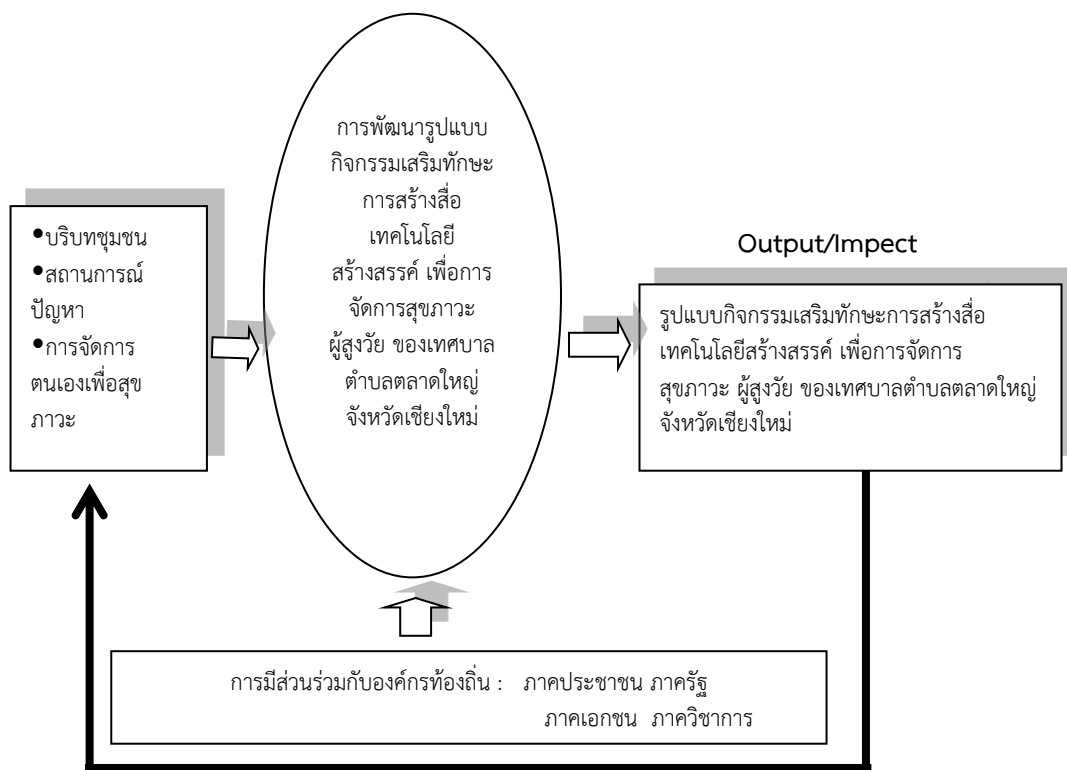 •บริบทชุมชน
•สถานการณ์
ปัญหา
•การจัดการ
ตนเองเพื่อสุข
ภาวะ
การพัฒนารูปแบบ
กิจกรรมเสริมทักษะ
การสร้างสื่อ
เทคโนโลยี
สร้างสรรค์ เพื่อการ
จัดการสุขภาวะ
ผู้สูงวัย ของเทศบาล
ตำบลตลาดใหญ่
จังหวัดเชียงใหม่
Output/Impect
รูปแบบกิจกรรมเสริมทักษะการสร้างสื่อ
เทคโนโลยีสร้างสรรค์ เพื่อการจัดการ
สุขภาวะ ผู้สูงวัย ของเทศบาลตำบลตลาดใหญ่
จังหวัดเชียงใหม่
การมีส่วนร่วมกับองค์กรท้องถิ่น : ภาคประชาชน ภาครัฐ
ภาคเอกชน ภาควิชาการ